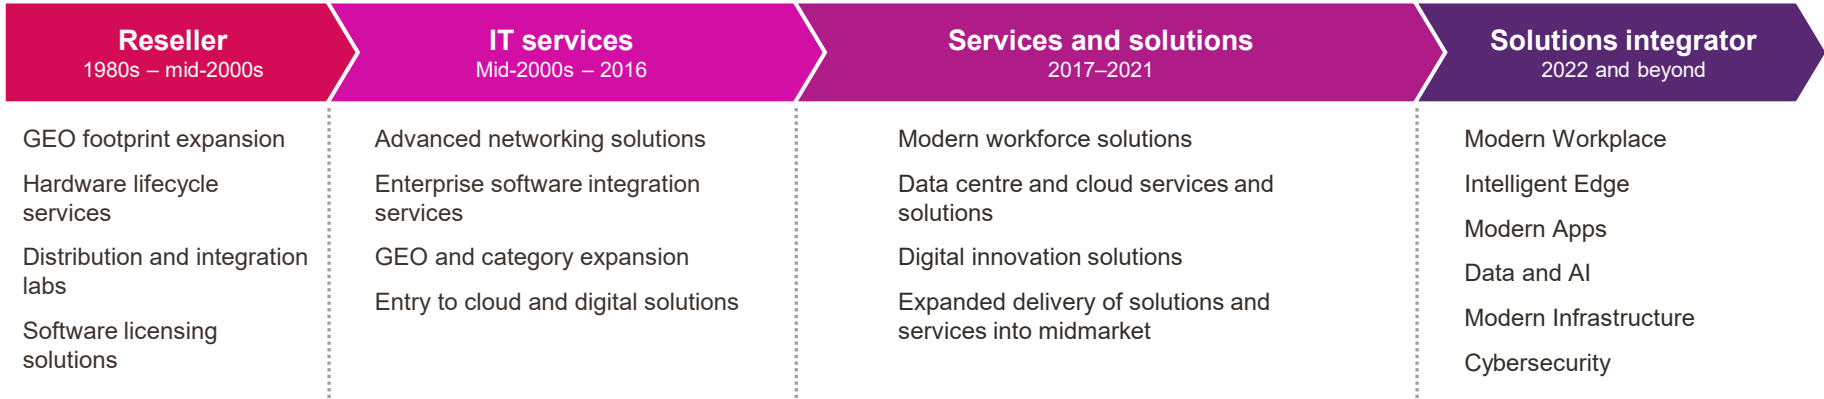 Reseller
1980s – mid-2000s
GEO footprint expansion
Hardware lifecycle
services
Distribution and integration
labs
Software licensing
solutions
IT services
Mid-2000s – 2016
Advanced networking solutions
Enterprise software integration
services
GEO and category expansion
Entry to cloud and digital solutions
Services and solutions
2017–2021
Modern workforce solutions
Data centre and cloud services and
solutions
Digital innovation solutions
Expanded delivery of solutions and
services into midmarket
Solutions integrator
2022 and beyond
Modern Workplace
Intelligent Edge
Modern Apps
Data and AI
Modern Infrastructure
Cybersecurity